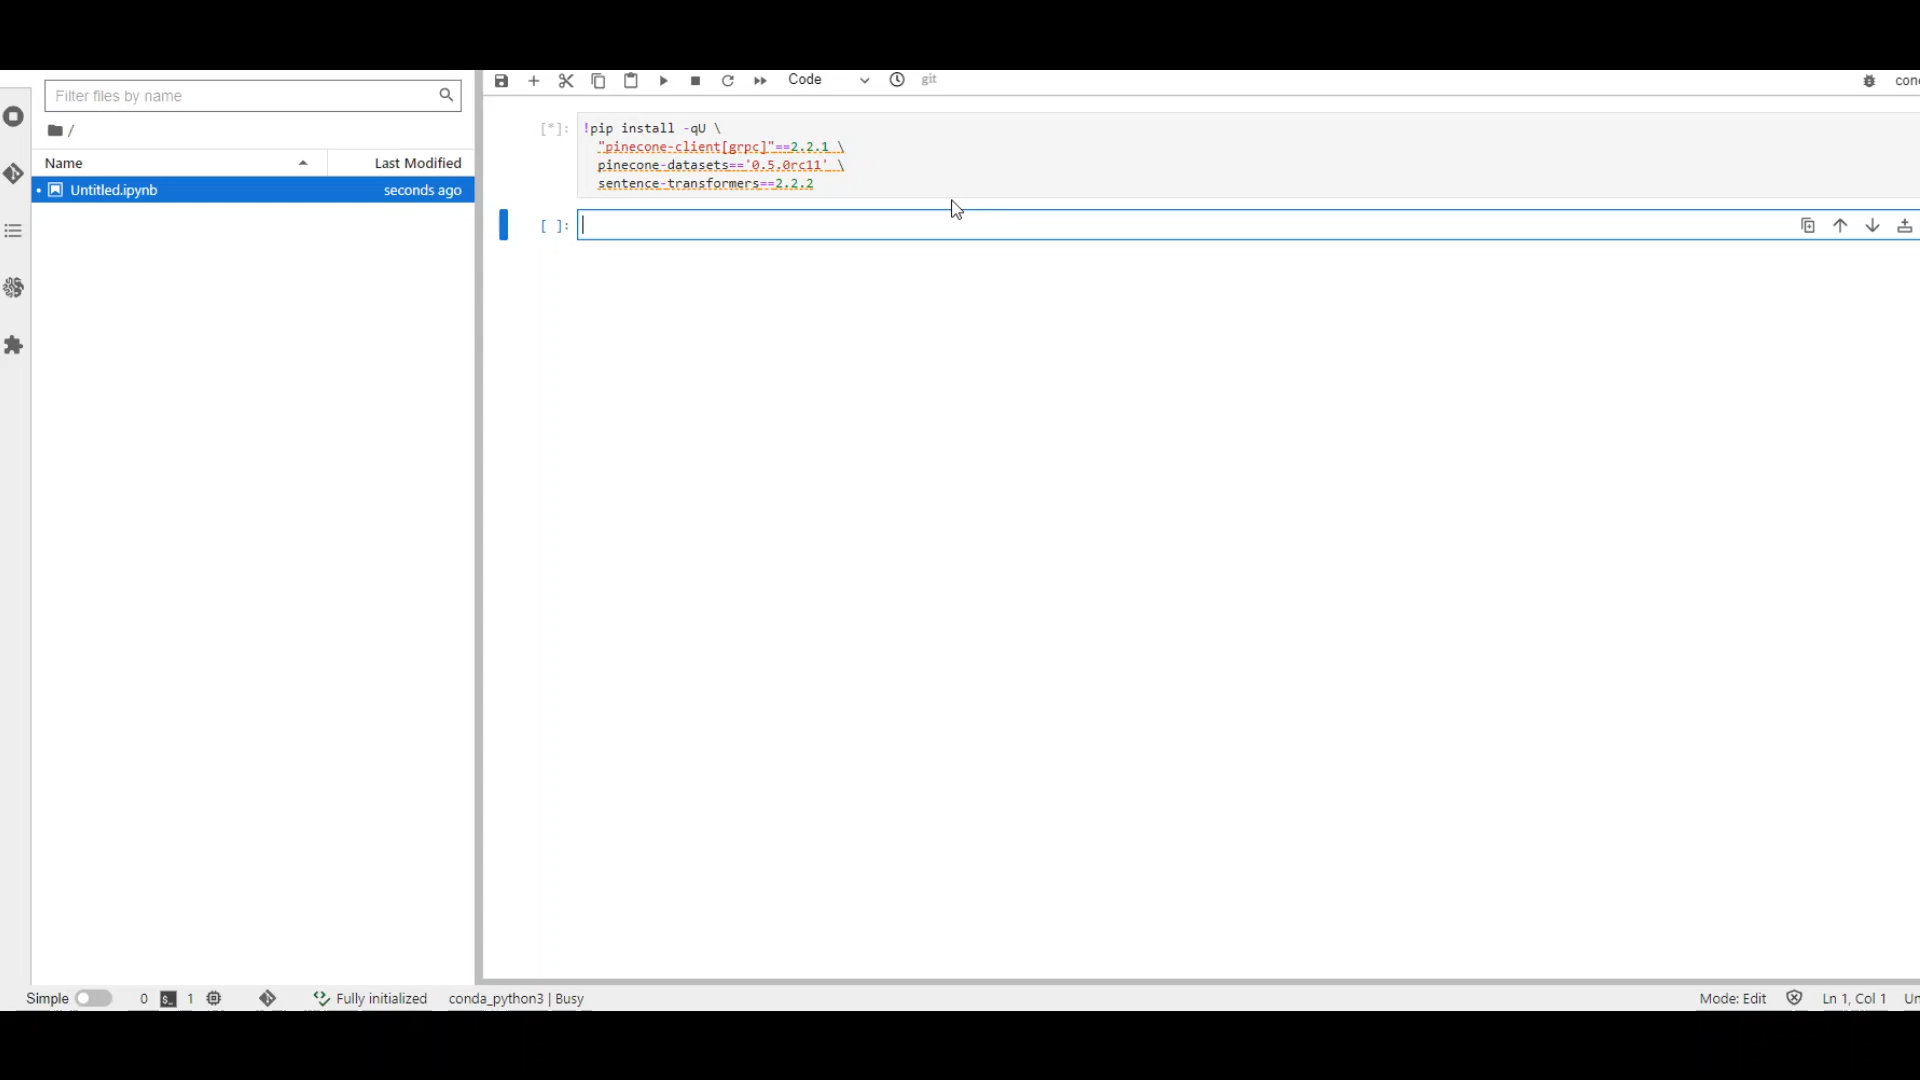 Filter files by name
/
Name
Last Modified
Untitled.ipynb
seconds ago
Code
git
con
[*]:
!pip install -qU \
"pinecone-client[grpc]"==2.2.1 \
pinecone-datasets=='0.5.0rc11' \
sentence-transformers==2.2.2
[ ]:
Simple
0
$_
1
Fully initialized
conda_python3 | Busy
Mode: Edit
Ln 1, Col 1
Un